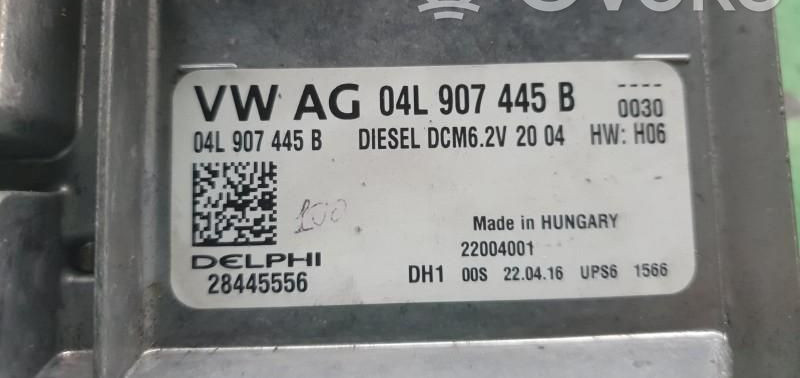 VW AG 04L 907 445 B
----
0030
04L 907 445 B DIESEL DCM6.2V 20 04 HW: H06
100
Made in HUNGARY
22004001
DELPHI
28445556
DH1 00S 22.04.16 UPS6 1566